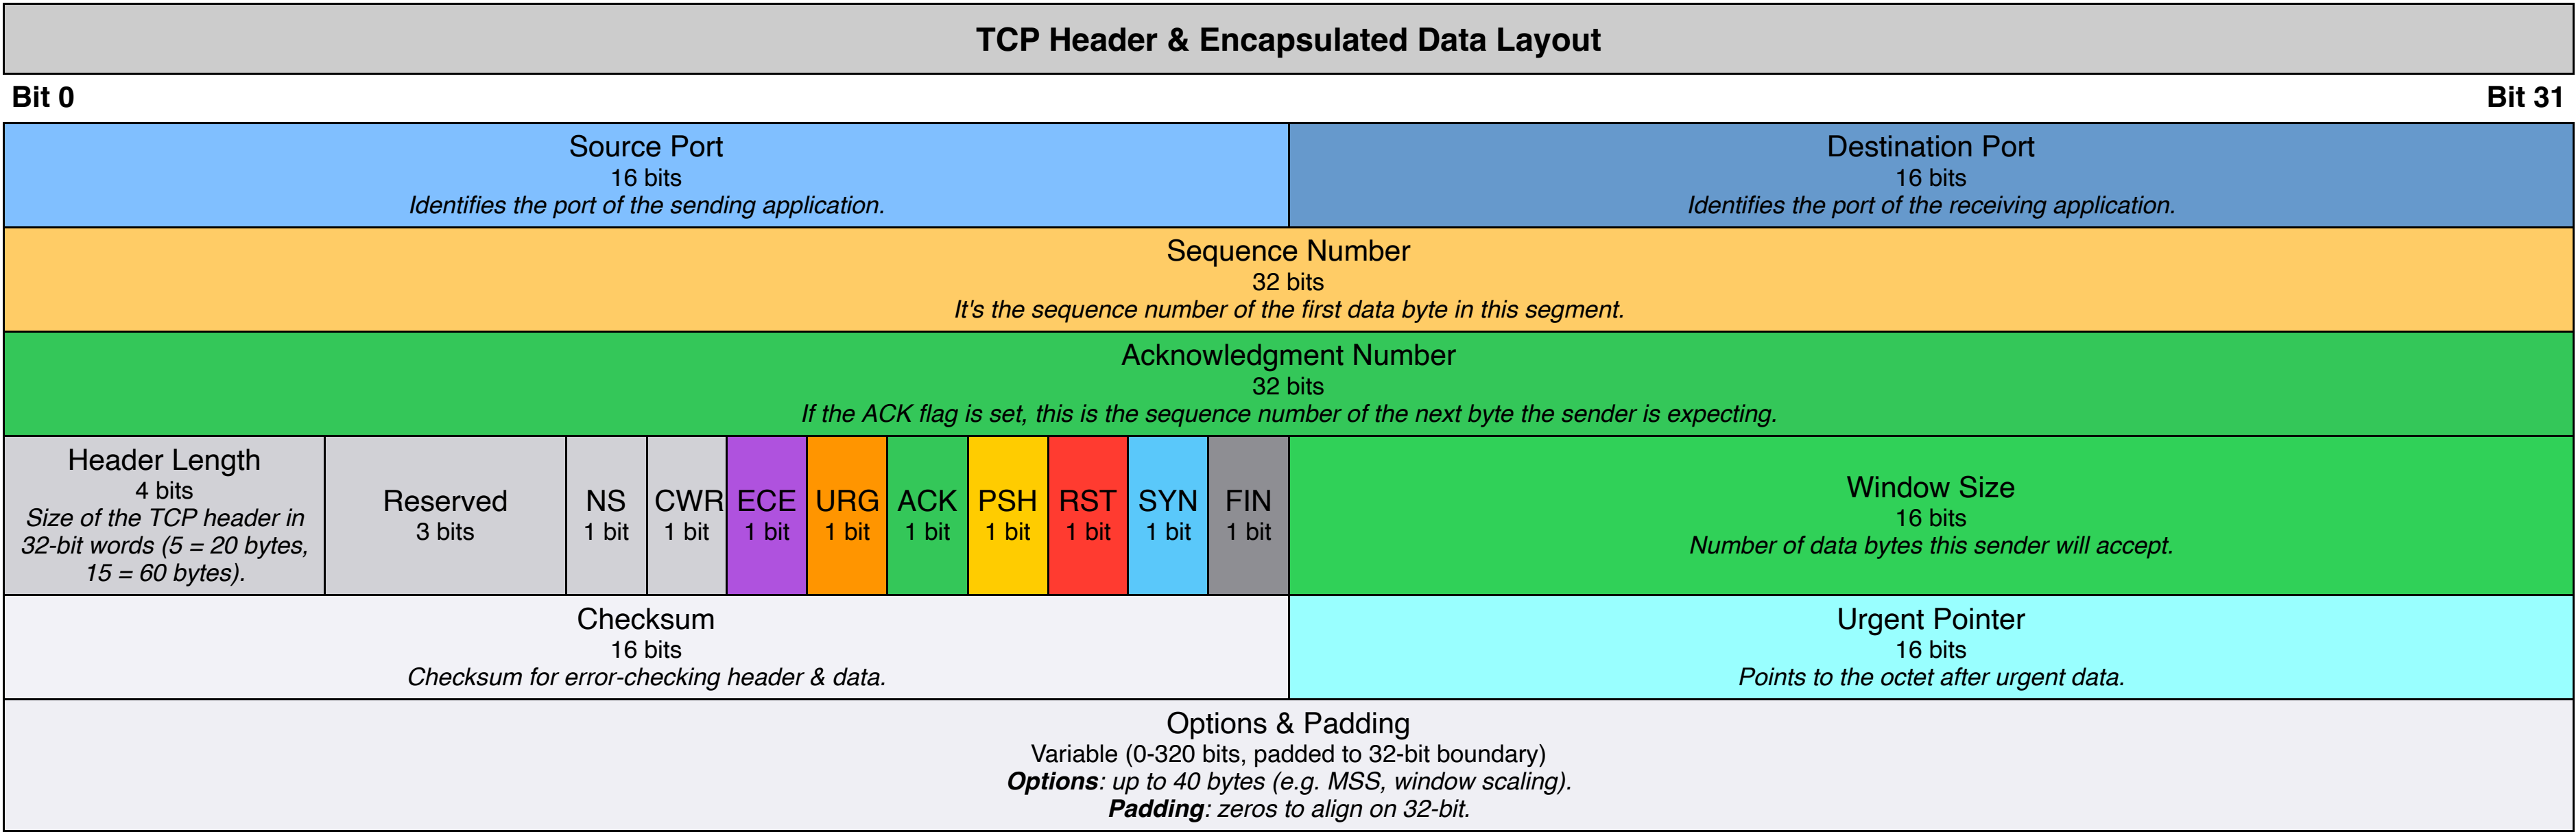 TCP Header & Encapsulated Data Layout
Bit 0
Bit 31
Source Port
16 bits
Identifies the port of the sending application.
Destination Port
16 bits
Identifies the port of the receiving application.
Sequence Number
32 bits
It's the sequence number of the first data byte in this segment.
Acknowledgment Number
32 bits
If the ACK flag is set, this is the sequence number of the next byte the sender is expecting.
Header Length
4 bits
Size of the TCP header in
32-bit words (5 = 20 bytes,
15 = 60 bytes).
Reserved
3 bits
NS
1 bit
CWR
1 bit
ECE
1 bit
URG
1 bit
ACK
1 bit
PSH
1 bit
RST
1 bit
SYN
1 bit
FIN
1 bit
Window Size
16 bits
Number of data bytes this sender will accept.
Checksum
16 bits
Checksum for error-checking header & data.
Urgent Pointer
16 bits
Points to the octet after urgent data.
Options & Padding
Variable (0-320 bits, padded to 32-bit boundary)
Options: up to 40 bytes (e.g. MSS, window scaling).
Padding: zeros to align on 32-bit.